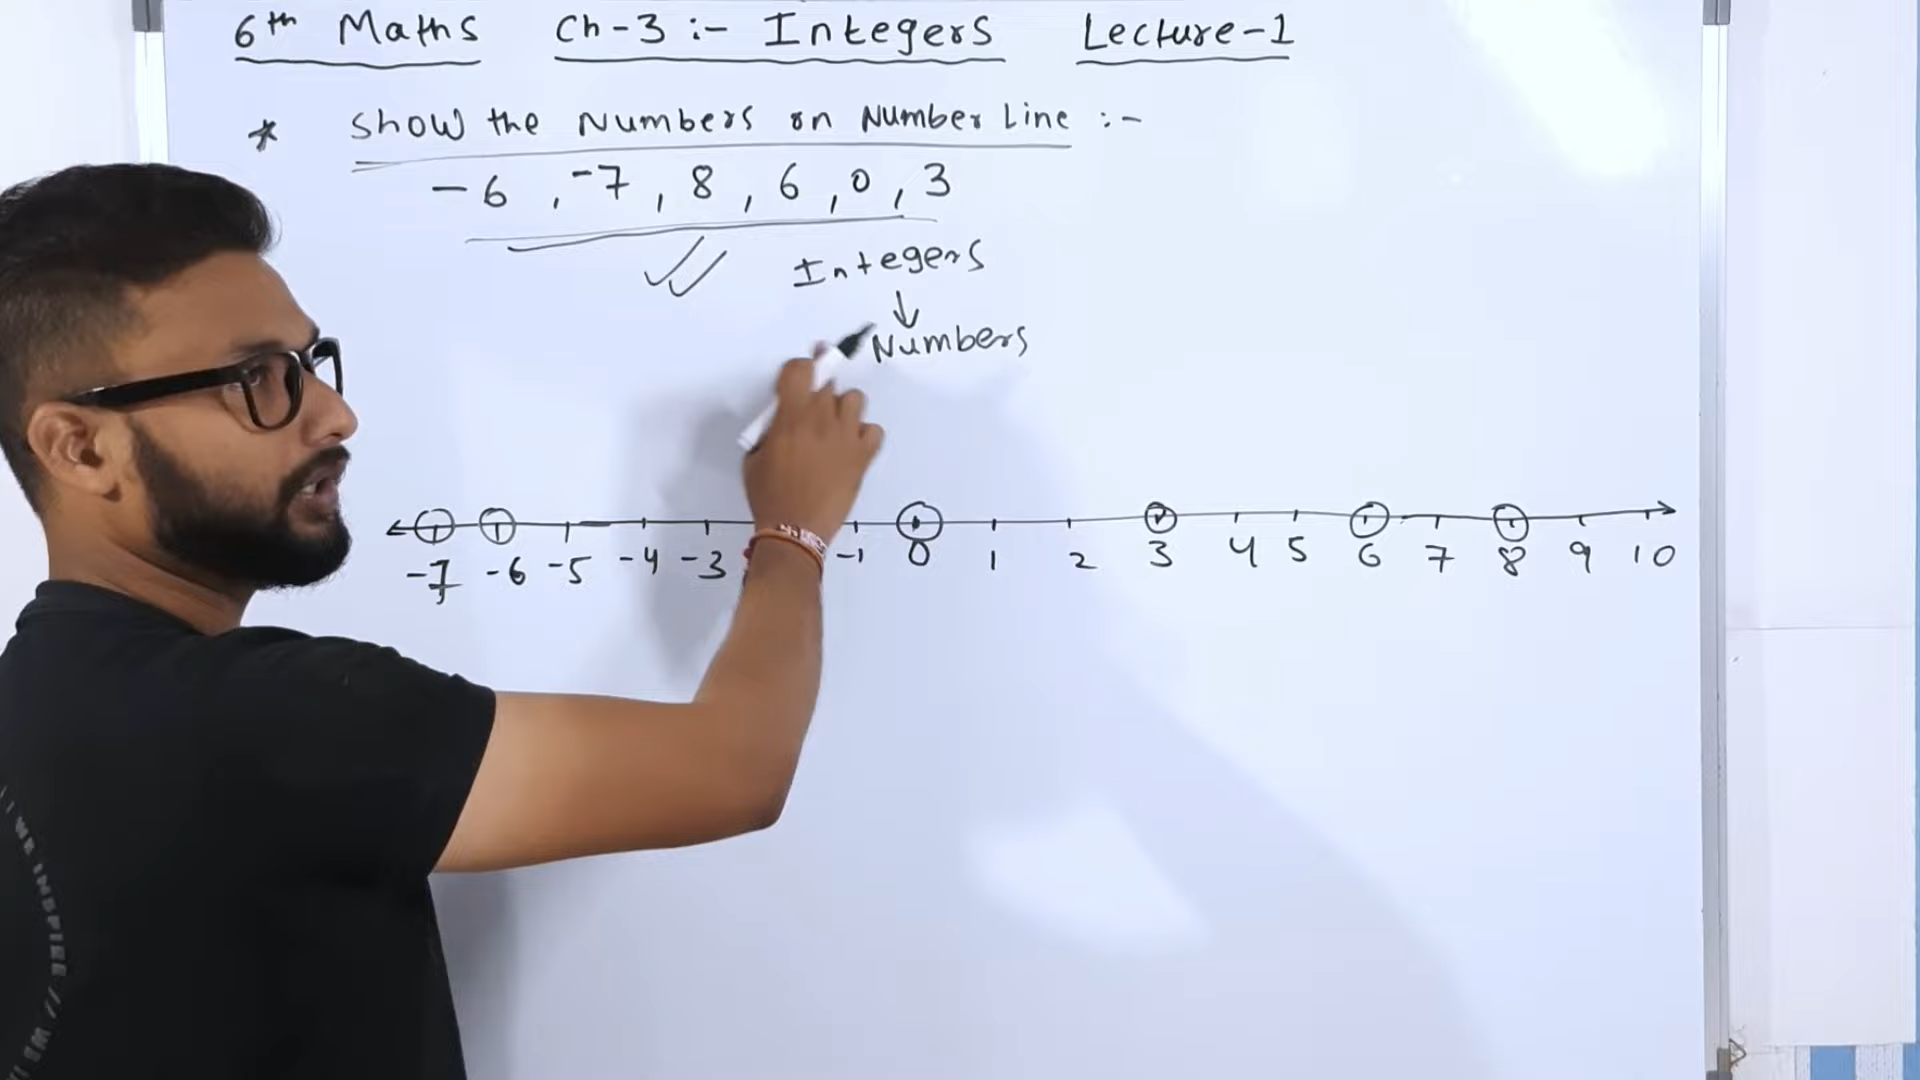 6th Maths Ch-3 :- Integers Lecture-1
* Show the Numbers on Number Line :-
-6 , -7 , 8 , 6 , 0 , 3
Integers
↓
Numbers
-7 -6 -5 -4 -3 -1 0 1 2 3 4 5 6 7 8 9 10
WE INSPIRE //